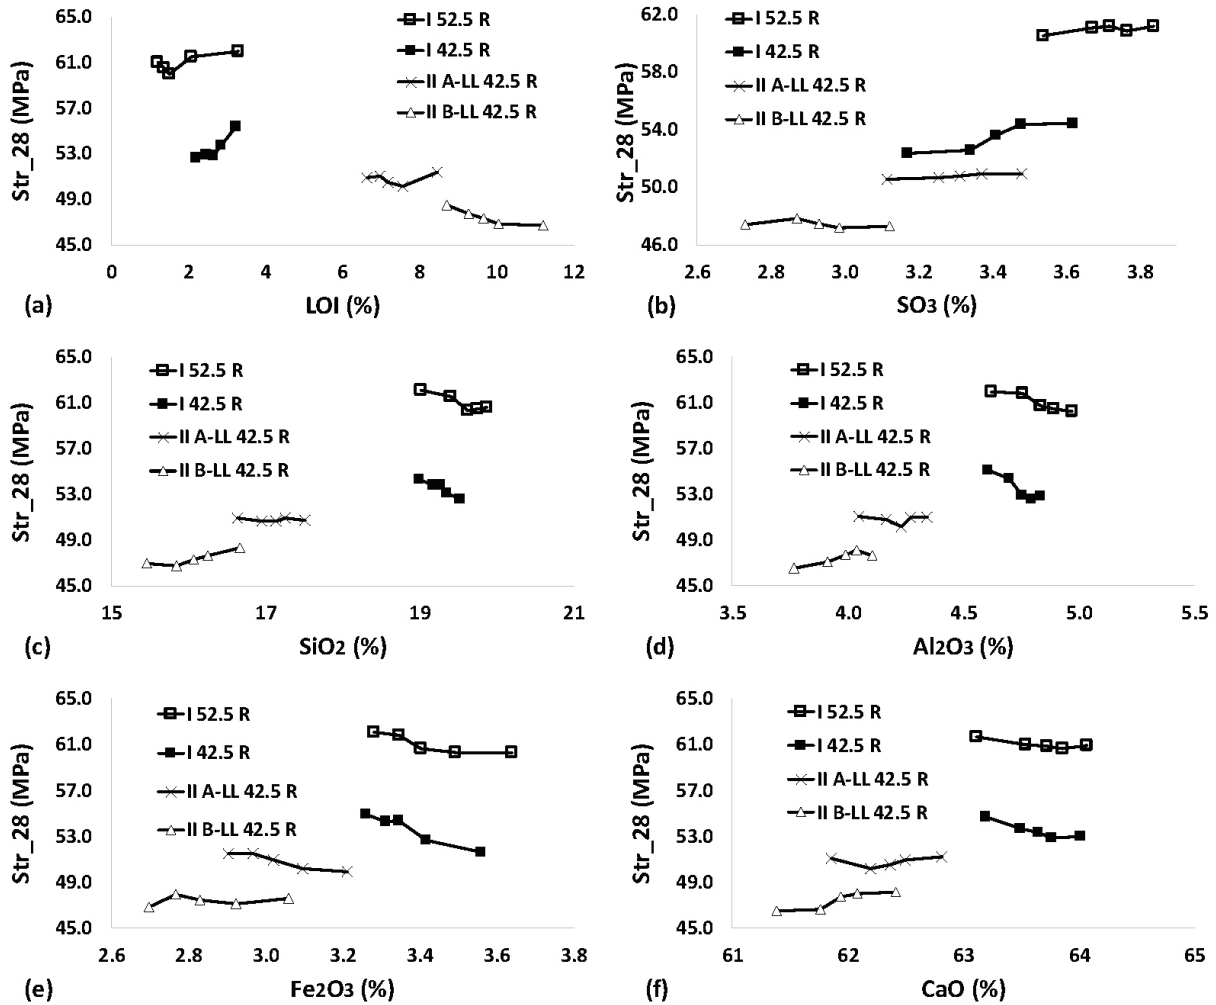 65.0
61.0
57.0
53.0
49.0
45.0
Str_28 (MPa)
I 52.5 R
I 42.5 R
II A-LL 42.5 R
II B-LL 42.5 R
0 2 4 6 8 10 12
(a) LOI (%)
62.0
58.0
54.0
50.0
46.0
Str_28 (MPa)
I 52.5 R
I 42.5 R
II A-LL 42.5 R
II B-LL 42.5 R
2.6 2.8 3.0 3.2 3.4 3.6 3.8
(b) SO3 (%)
65.0
61.0
57.0
53.0
49.0
45.0
Str_28 (MPa)
I 52.5 R
I 42.5 R
II A-LL 42.5 R
II B-LL 42.5 R
15 17 19 21
(c) SiO2 (%)
65.0
61.0
57.0
53.0
49.0
45.0
Str_28 (MPa)
I 52.5 R
I 42.5 R
II A-LL 42.5 R
II B-LL 42.5 R
3.5 4.0 4.5 5.0 5.5
(d) Al2O3 (%)
65.0
61.0
57.0
53.0
49.0
45.0
Str_28 (MPa)
I 52.5 R
I 42.5 R
II A-LL 42.5 R
II B-LL 42.5 R
2.6 2.8 3.0 3.2 3.4 3.6 3.8
(e) Fe2O3 (%)
65.0
61.0
57.0
53.0
49.0
45.0
Str_28 (MPa)
I 52.5 R
I 42.5 R
II A-LL 42.5 R
II B-LL 42.5 R
61 62 63 64 65
(f) CaO (%)